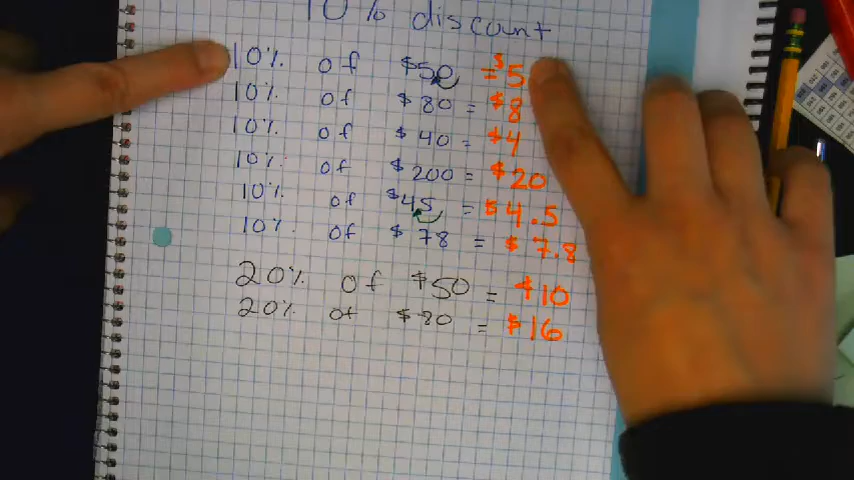 10% discount
10% of $50 = $5
10% of $80 = $8
10% of $40 = $4
10% of $200 = $20
10% of $45 = $4.5
10% of $78 = $7.8
20% of $50 = $10
20% of $80 = $16